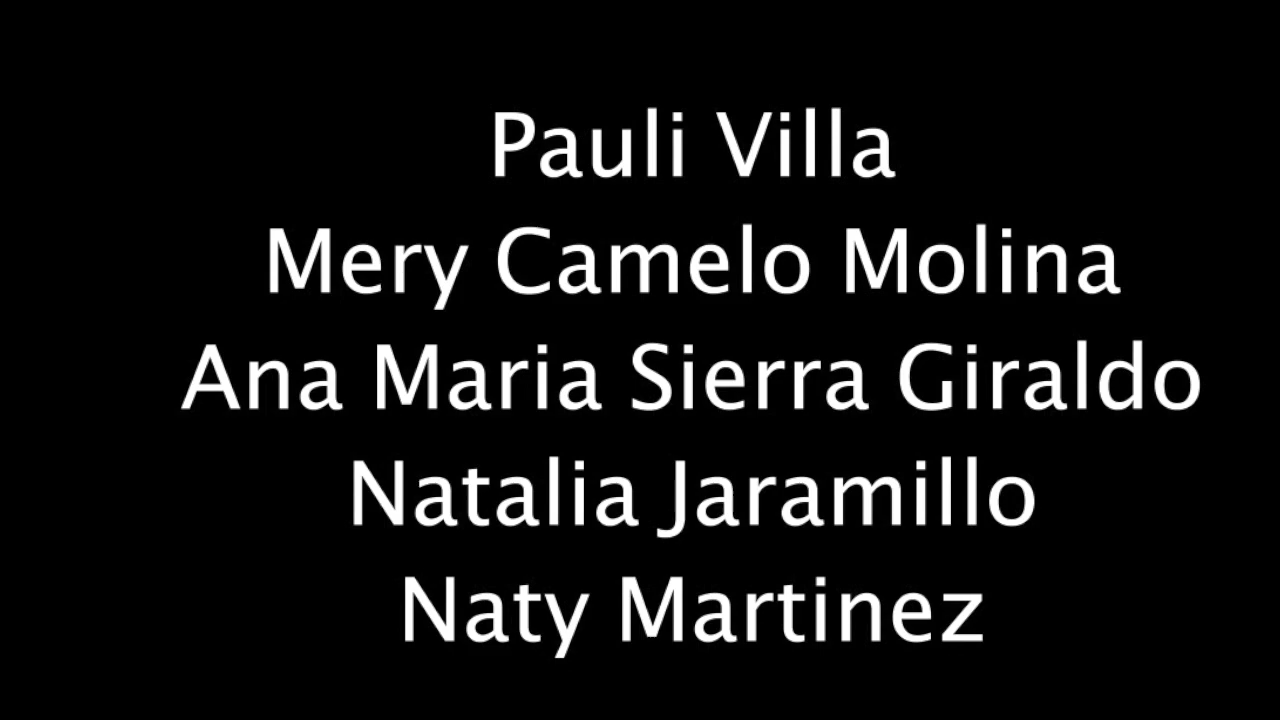 Pauli Villa
Mery Camelo Molina
Ana Maria Sierra Giraldo
Natalia Jaramillo
Naty Martinez